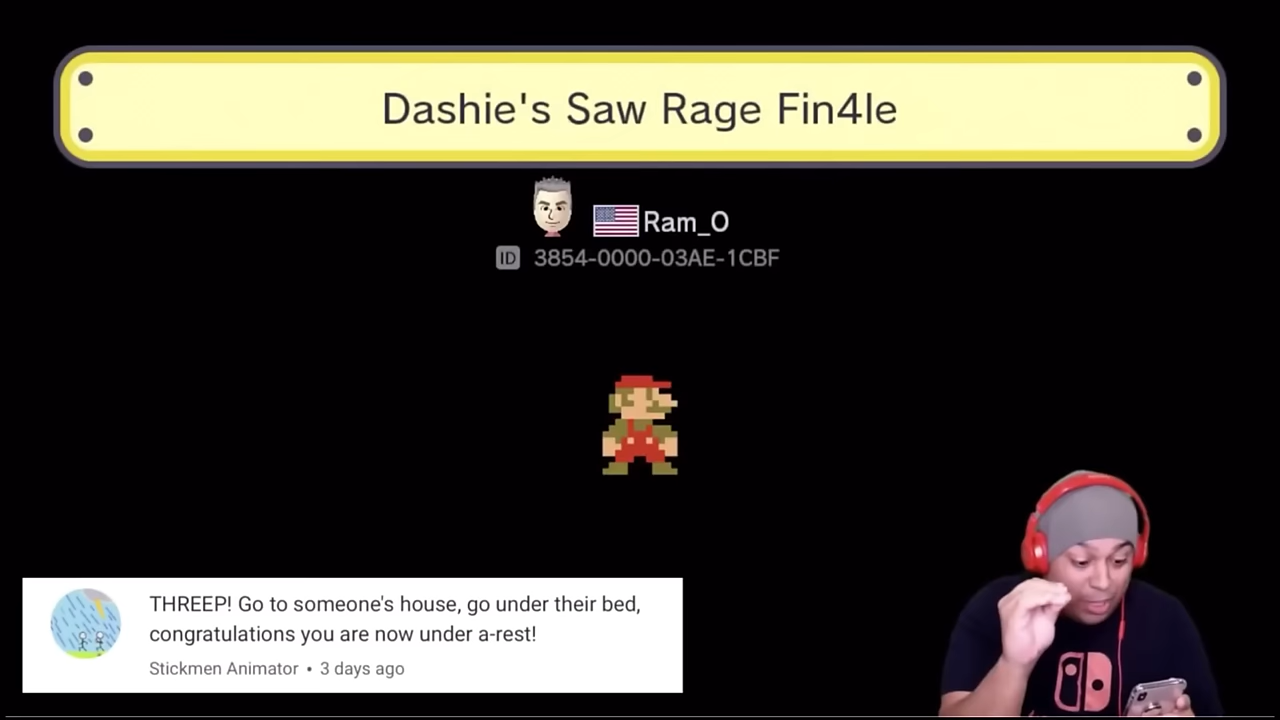 Dashie's Saw Rage Fin4le
Ram_O
ID 3854-0000-03AE-1CBF
THREEP! Go to someone's house, go under their bed,
congratulations you are now under a-rest!
Stickmen Animator • 3 days ago